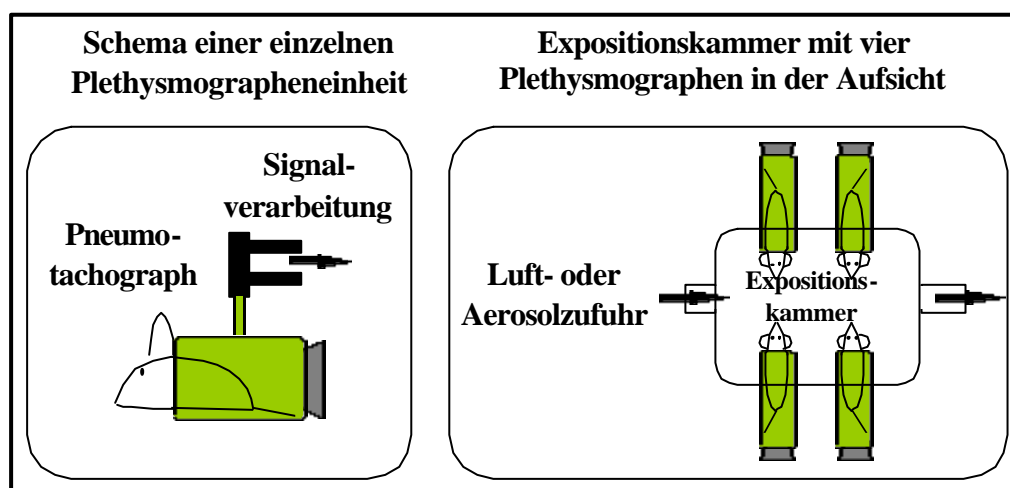 Schema einer einzelnen
Plethysmographeneinheit
Expositionskammer mit vier
Plethysmographen in der Aufsicht
Signal-
verarbeitung
Pneumo-
tachograph
Luft- oder
Aerosolzufuhr
Expositions-
kammer